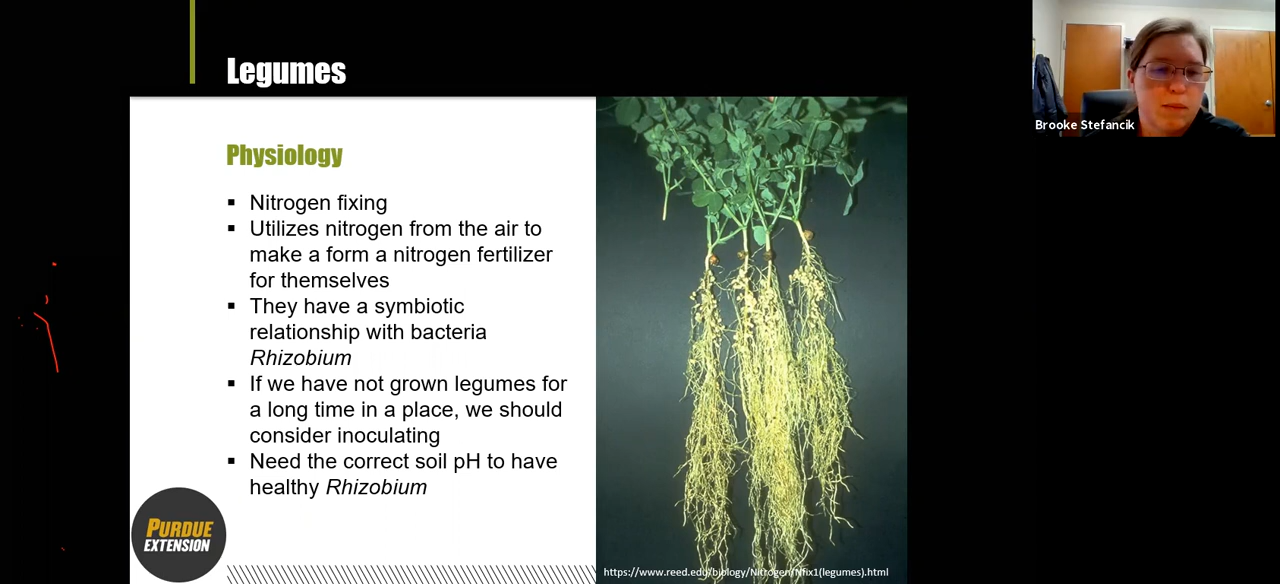 Legumes
Brooke Stefancik
Physiology
▪ Nitrogen fixing
▪ Utilizes nitrogen from the air to
make a form a nitrogen fertilizer
for themselves
▪ They have a symbiotic
relationship with bacteria
Rhizobium
▪ If we have not grown legumes for
a long time in a place, we should
consider inoculating
▪ Need the correct soil pH to have
healthy Rhizobium
PURDUE
EXTENSION
https://www.reed.edu/biology/Nitrogen/Nfix1(legumes).html